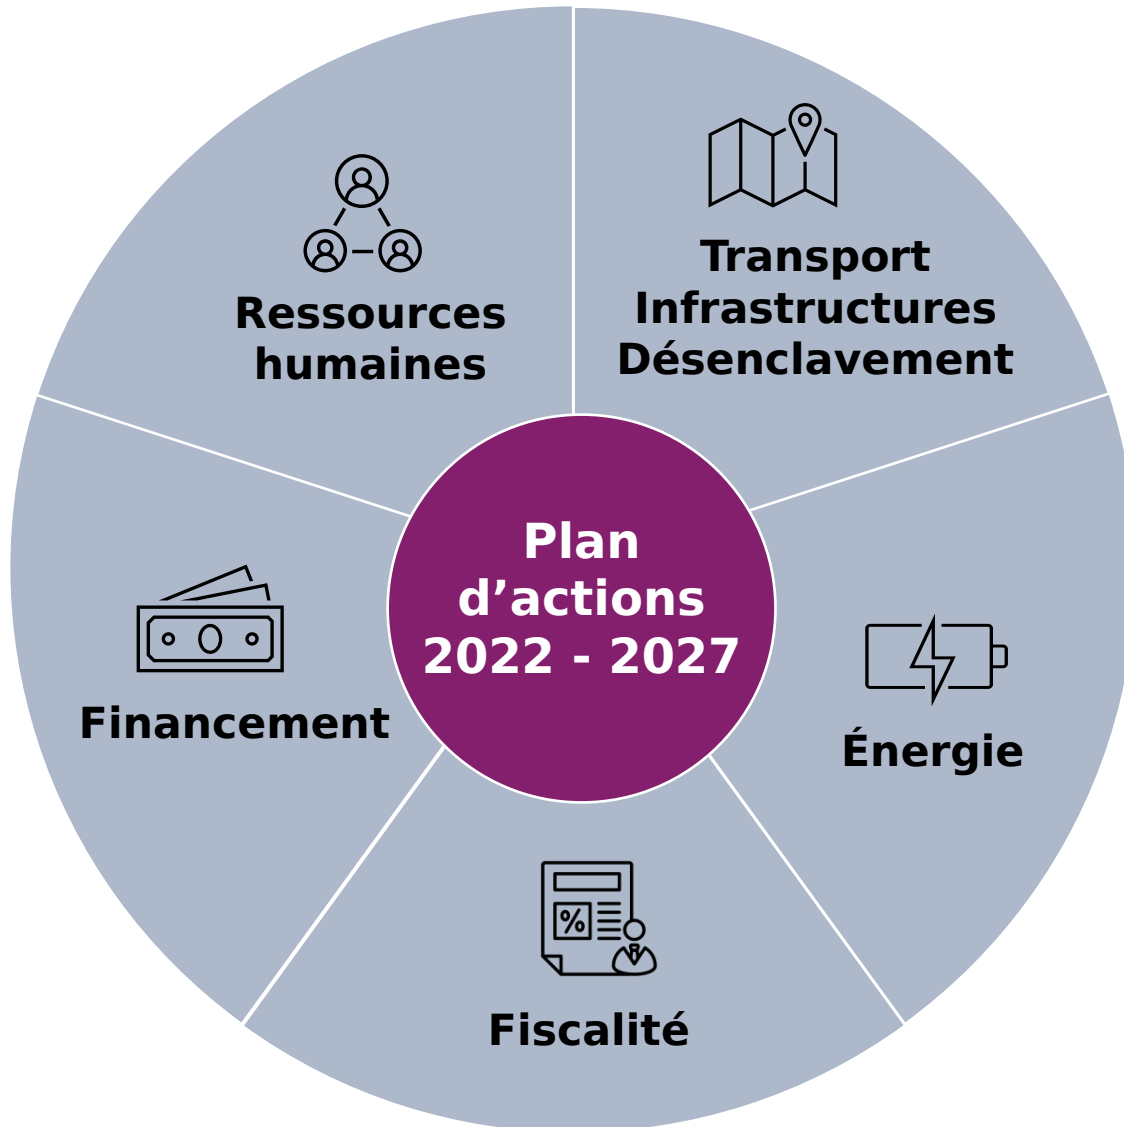 Transport
Infrastructures
Désenclavement
Ressources
humaines
Plan
d’actions
2022 - 2027
Financement
Énergie
%
Fiscalité